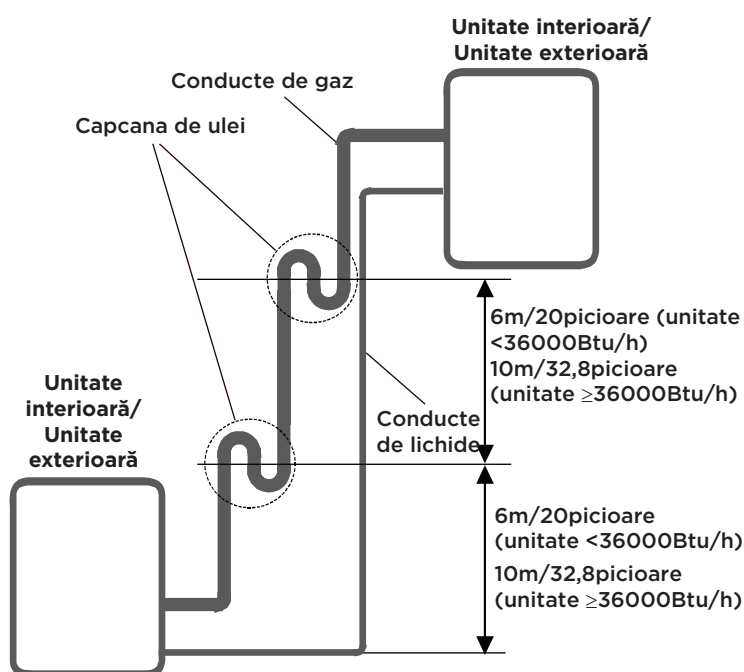 Unitate interioară/
Unitate exterioară
Conducte de gaz
Capcana de ulei
6m/20picioare (unitate
<36000Btu/h)
10m/32,8picioare
(unitate ≥36000Btu/h)
Unitate
interioară/
Unitate
exterioară
Conducte
de lichide
6m/20picioare
(unitate <36000Btu/h)
10m/32,8picioare
(unitate ≥36000Btu/h)